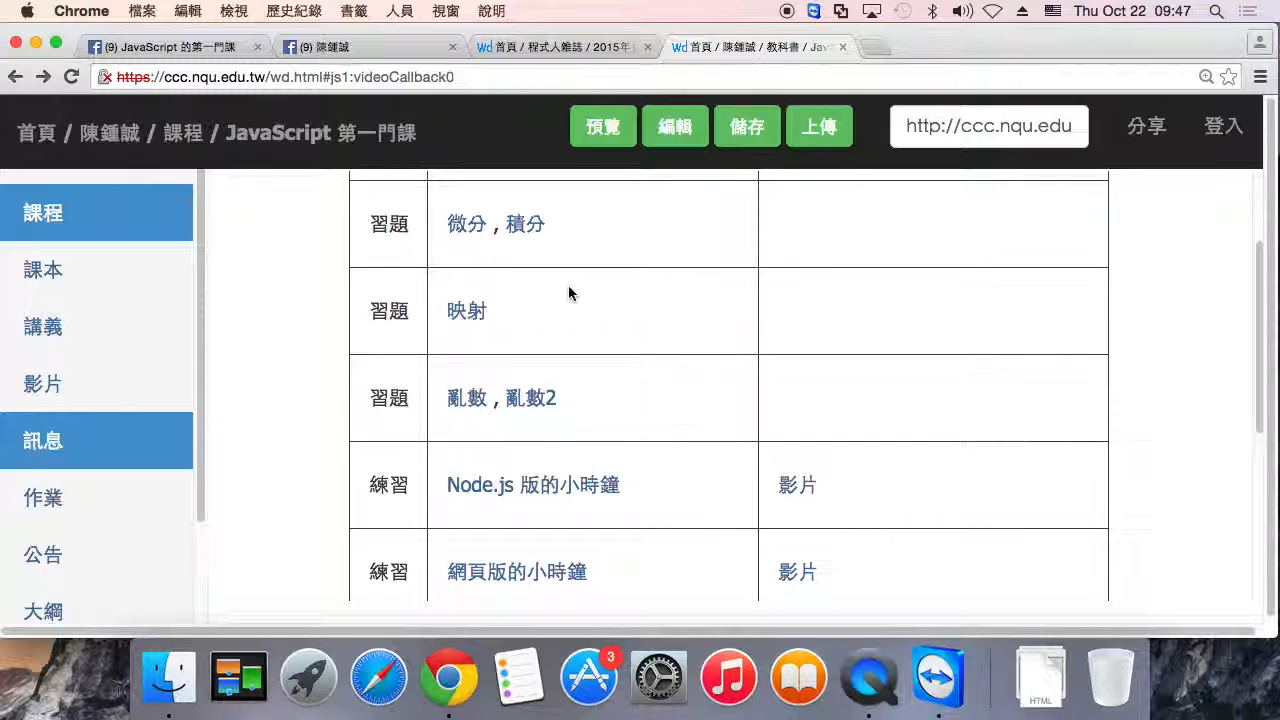 Chrome 檔案 編輯 檢視 歷史紀錄 書籤 人員 視窗 說明 Thu Oct 22 09:47
(9) JavaScript 的第一門課 (9) 陳鍾誠 Wd 首頁 / 程式人雜誌 / 2015年 Wd 首頁 / 陳鍾誠 / 教科書 / Jav
https://ccc.nqu.edu.tw/wd.html#js1:videoCallback0
首頁 / 陳鍾誠 / 課程 / JavaScript 第一門課 預覽 編輯 儲存 上傳 http://ccc.nqu.edu 分享 登入
課程
課本
講義
影片
訊息
作業
公告
大綱
習題 微分 , 積分
習題 映射
習題 亂數 , 亂數2
練習 Node.js 版的小時鐘 影片
練習 網頁版的小時鐘 影片
3
HTML